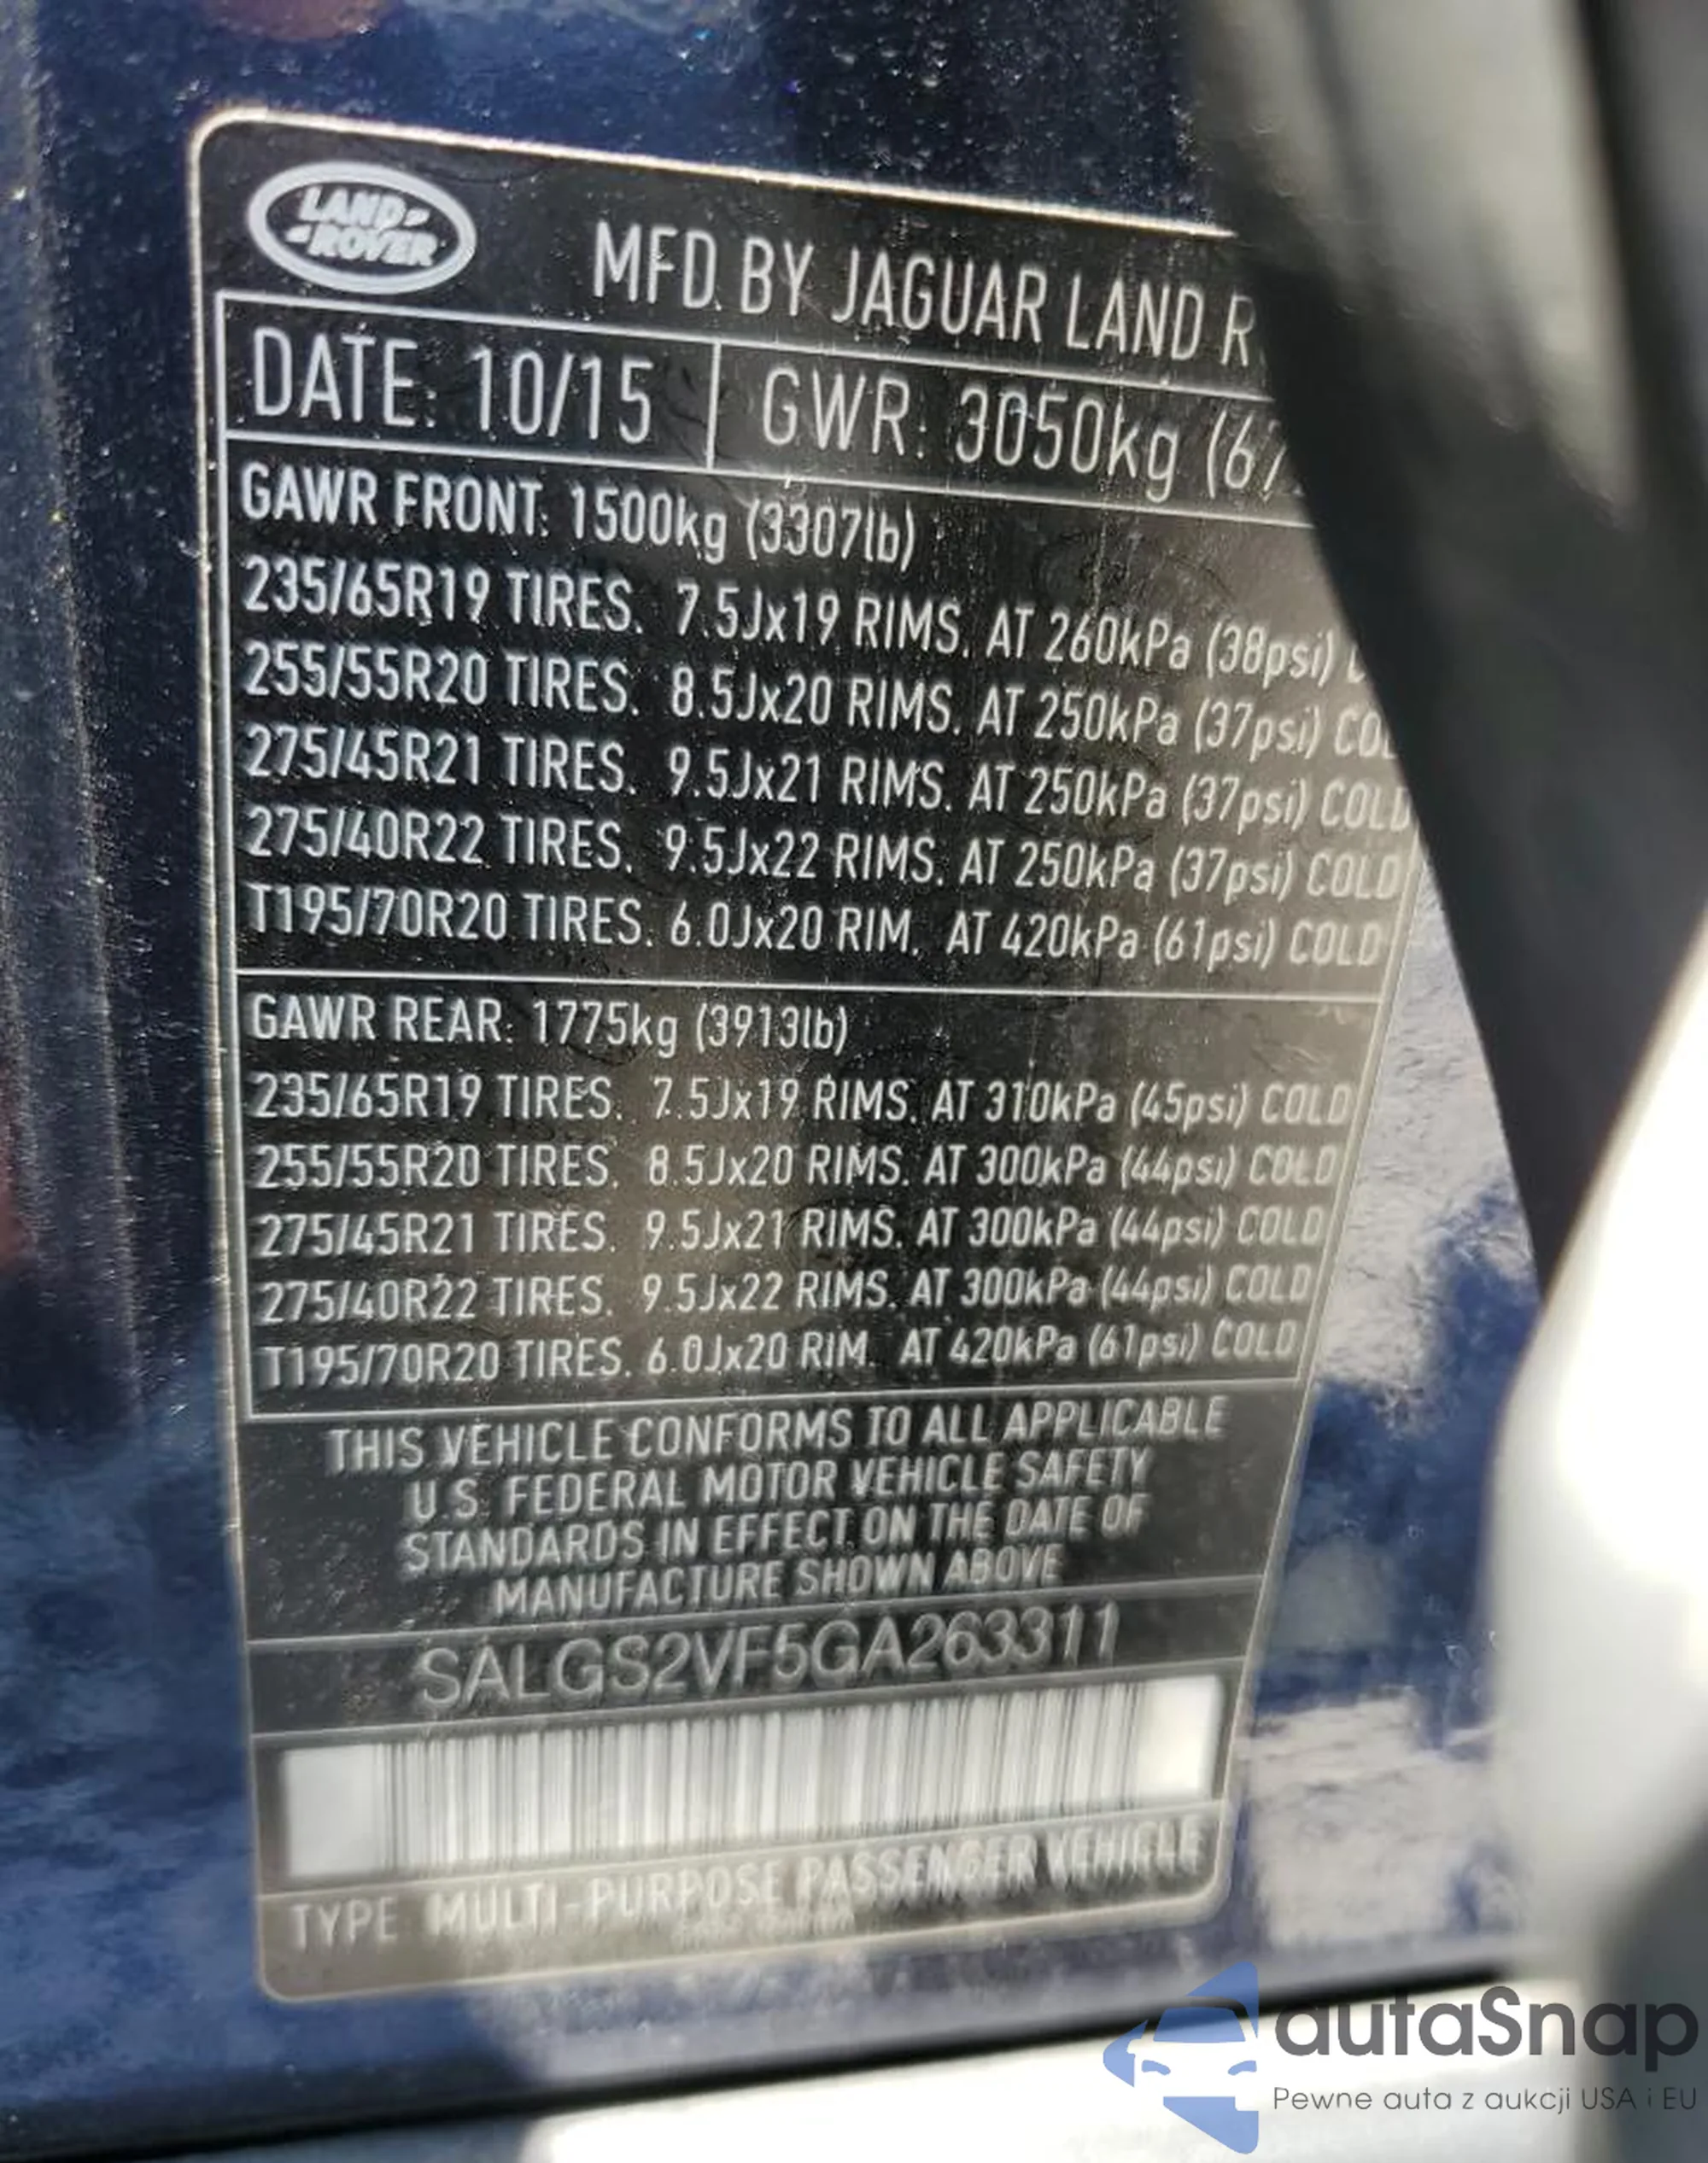 LAND-
-ROVER
MFD. BY JAGUAR LAND R
DATE: 10/15 GWR: 3050kg (67
GAWR FRONT: 1500kg (3307lb)
235/65R19 TIRES. 7.5Jx19 RIMS. AT 260kPa (38psi)
255/55R20 TIRES. 8.5Jx20 RIMS. AT 250kPa (37psi) COL
275/45R21 TIRES. 9.5Jx21 RIMS. AT 250kPa (37psi) COLD
275/40R22 TIRES. 9.5Jx22 RIMS. AT 250kPa (37psi) COLD
T195/70R20 TIRES. 6.0Jx20 RIM. AT 420kPa (61psi) COLD
GAWR REAR: 1775kg (3913lb)
235/65R19 TIRES. 7.5Jx19 RIMS. AT 310kPa (45psi) COLD
255/55R20 TIRES. 8.5Jx20 RIMS. AT 300kPa (44psi) COLD
275/45R21 TIRES. 9.5Jx21 RIMS. AT 300kPa (44psi) COLD
275/40R22 TIRES. 9.5Jx22 RIMS. AT 300kPa (44psi) COLD
T195/70R20 TIRES. 6.0Jx20 RIM. AT 420kPa (61psi) COLD
THIS VEHICLE CONFORMS TO ALL APPLICABLE
U.S. FEDERAL MOTOR VEHICLE SAFETY
STANDARDS IN EFFECT ON THE DATE OF
MANUFACTURE SHOWN ABOVE
SALGS2VF5GA263311
TYPE: MULTI-PURPOSE PASSENGER VEHICLE
autaSnap
Pewne auta z aukcji USA i EU